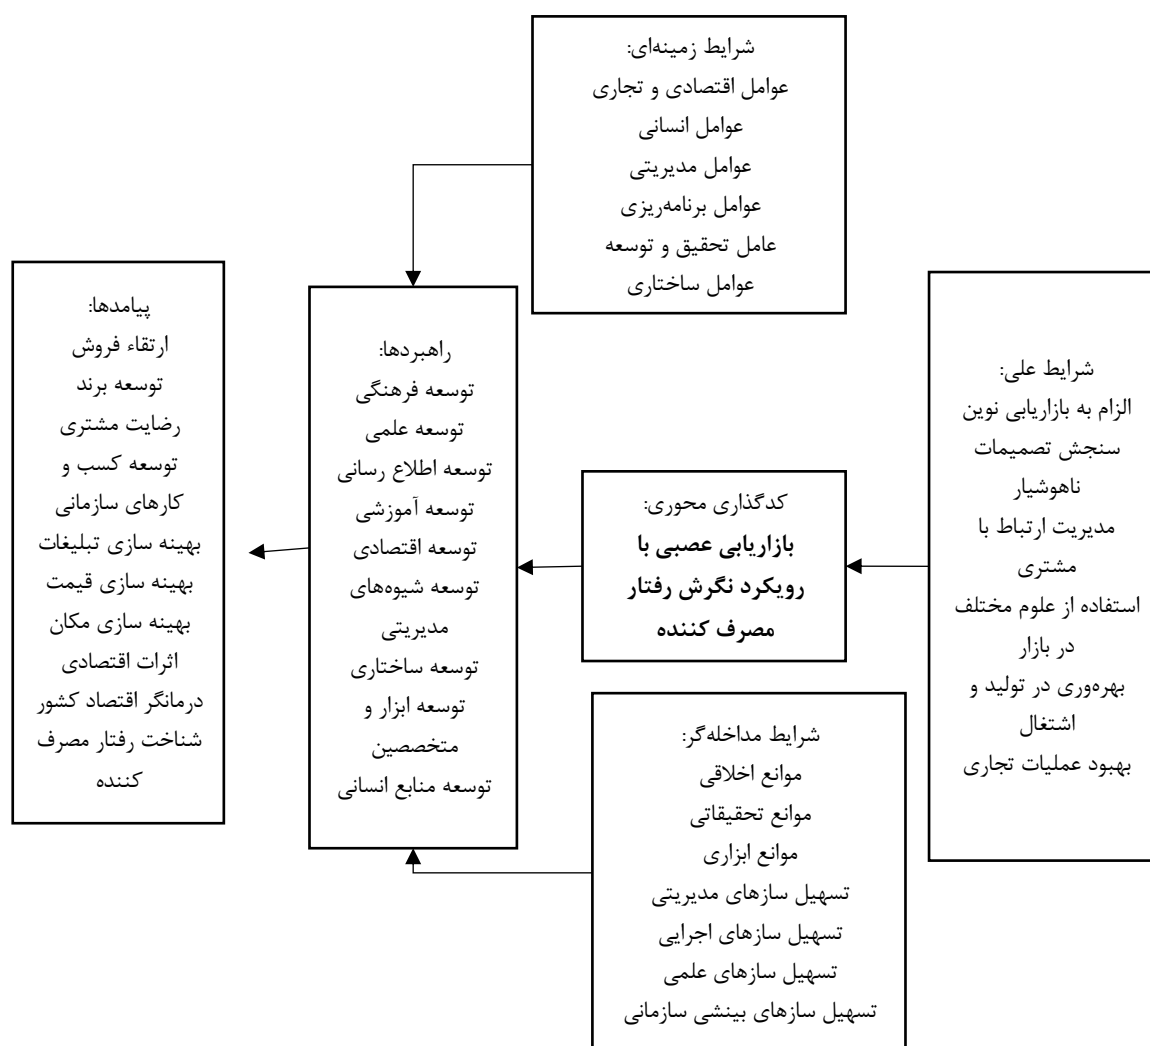 شرایط زمینه‌ای:
عوامل اقتصادی و تجاری
عوامل انسانی
عوامل مدیریتی
عوامل برنامه‌ریزی
عامل تحقیق و توسعه
عوامل ساختاری
شرایط علی:
الزام به بازاریابی نوین
سنجش تصمیمات
ناهوشیار
مدیریت ارتباط با
مشتری
استفاده از علوم مختلف
در بازار
بهره‌وری در تولید و
اشتغال
بهبود عملیات تجاری
کدگذاری محوری:
بازاریابی عصبی با
رویکرد نگرش رفتار
مصرف کننده
شرایط مداخله‌گر:
موانع اخلاقی
موانع تحقیقاتی
موانع ابزاری
تسهیل سازهای مدیریتی
تسهیل سازهای اجرایی
تسهیل سازهای علمی
تسهیل سازهای بینشی سازمانی
راهبردها:
توسعه فرهنگی
توسعه علمی
توسعه اطلاع رسانی
توسعه آموزشی
توسعه اقتصادی
توسعه شیوه‌های
مدیریتی
توسعه ساختاری
توسعه ابزار و
متخصصین
توسعه منابع انسانی
پیامدها:
ارتقاء فروش
توسعه برند
رضایت مشتری
توسعه کسب و
کارهای سازمانی
بهینه سازی تبلیغات
بهینه سازی قیمت
بهینه سازی مکان
اثرات اقتصادی
درمانگر اقتصاد کشور
شناخت رفتار مصرف
کننده